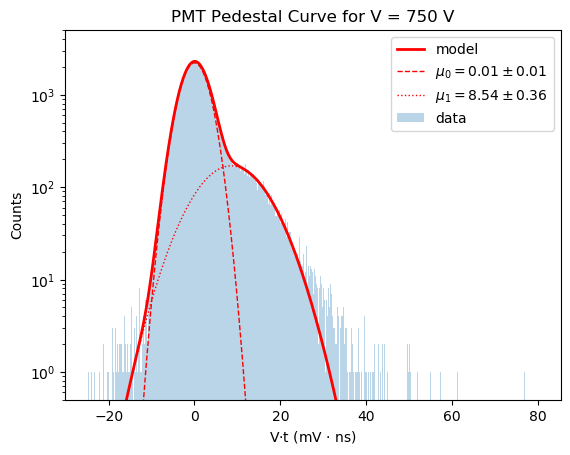 PMT Pedestal Curve for V = 750 V
model
μ₀ = 0.01 ± 0.01
μ₁ = 8.54 ± 0.36
data
Counts
10³
10²
10¹
10⁰
−20 0 20 40 60 80
V·t (mV · ns)